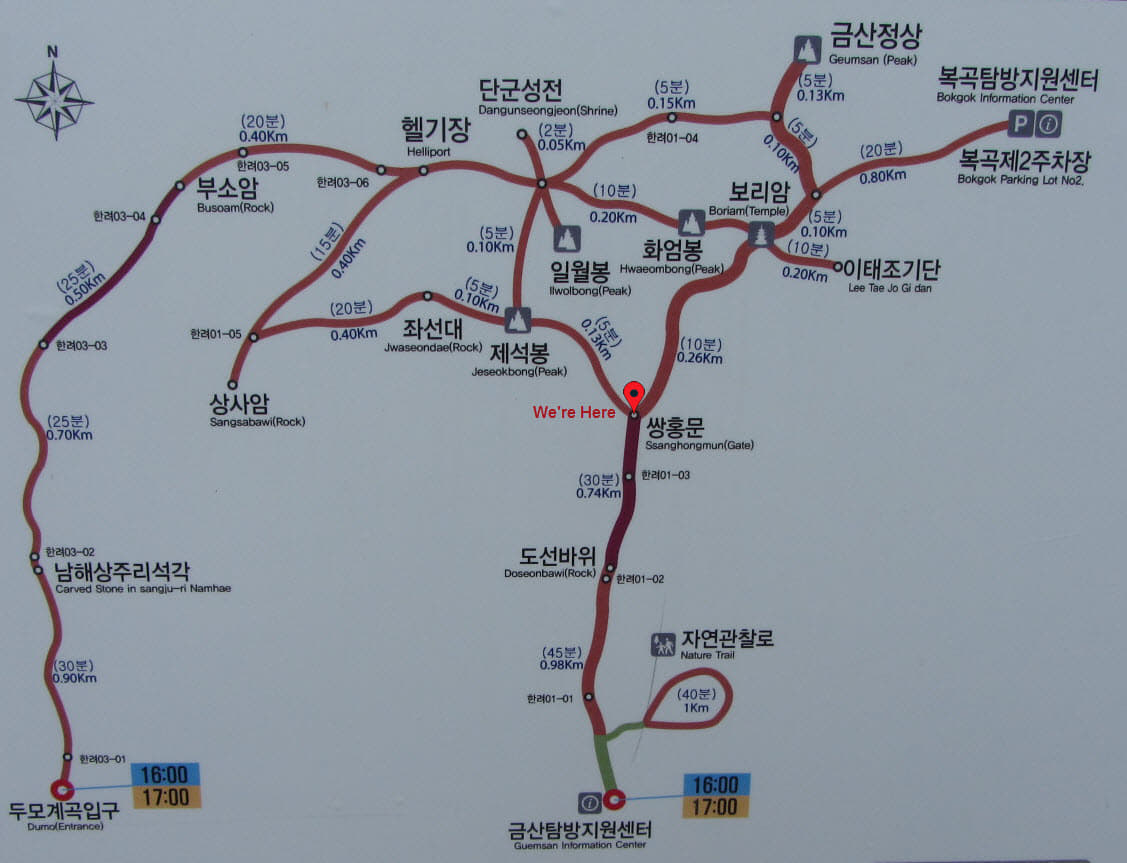 N
금산정상
Geumsan (Peak)
(5분)
0.13Km
복곡탐방지원센터
Bokgok Information Center
P
i
복곡제2주차장
Bokgok Parking Lot No2.
(20분)
0.80Km
단군성전
Dangunseongjeon(Shrine)
(2분)
0.05Km
(5분)
0.15Km
한려01-04
(5분)
0.10Km
헬기장
Helliport
(20분)
0.40Km
한려03-05
한려03-06
부소암
Busoam(Rock)
한려03-04
(10분)
0.20Km
보리암
Boriam(Temple)
(5분)
0.10Km
화엄봉
Hwaeombong(Peak)
(10분)
0.20Km
이태조기단
Lee Tae Jo Gi dan
(5분)
0.10Km
일월봉
Ilwolbong(Peak)
(15분)
0.40Km
(25분)
0.50Km
한려03-03
한려01-05
(20분)
0.40Km
(5분)
0.10Km
좌선대
Jwaseondae(Rock)
제석봉
Jeseokbong(Peak)
(5분)
0.13Km
(10분)
0.26Km
상사암
Sangsabawi(Rock)
We're Here
쌍홍문
Ssanghongmun(Gate)
(25분)
0.70Km
한려01-03
(30분)
0.74Km
한려03-02
남해상주리석각
Carved Stone in sangju-ri Namhae
도선바위
Doseonbawi(Rock)
한려01-02
자연관찰로
Nature Trail
(40분)
1Km
(45분)
0.98Km
한려01-01
(30분)
0.90Km
한려03-01
16:00
17:00
두모계곡입구
Dumo(Entrance)
16:00
17:00
i
금산탐방지원센터
Guemsan Information Center